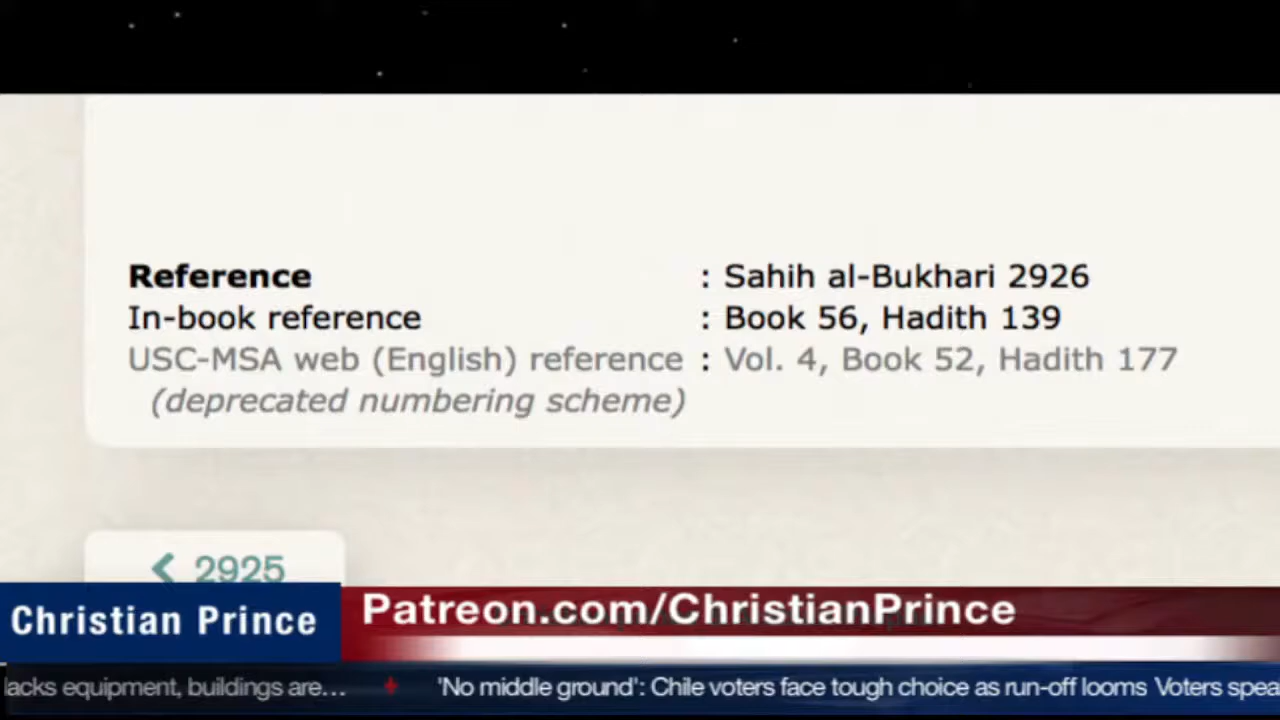 Reference : Sahih al-Bukhari 2926
In-book reference : Book 56, Hadith 139
USC-MSA web (English) reference : Vol. 4, Book 52, Hadith 177
(deprecated numbering scheme)
2925
Christian Prince
Patreon.com/ChristianPrince
lacks equipment, buildings are... 'No middle ground': Chile voters face tough choice as run-off looms Voters